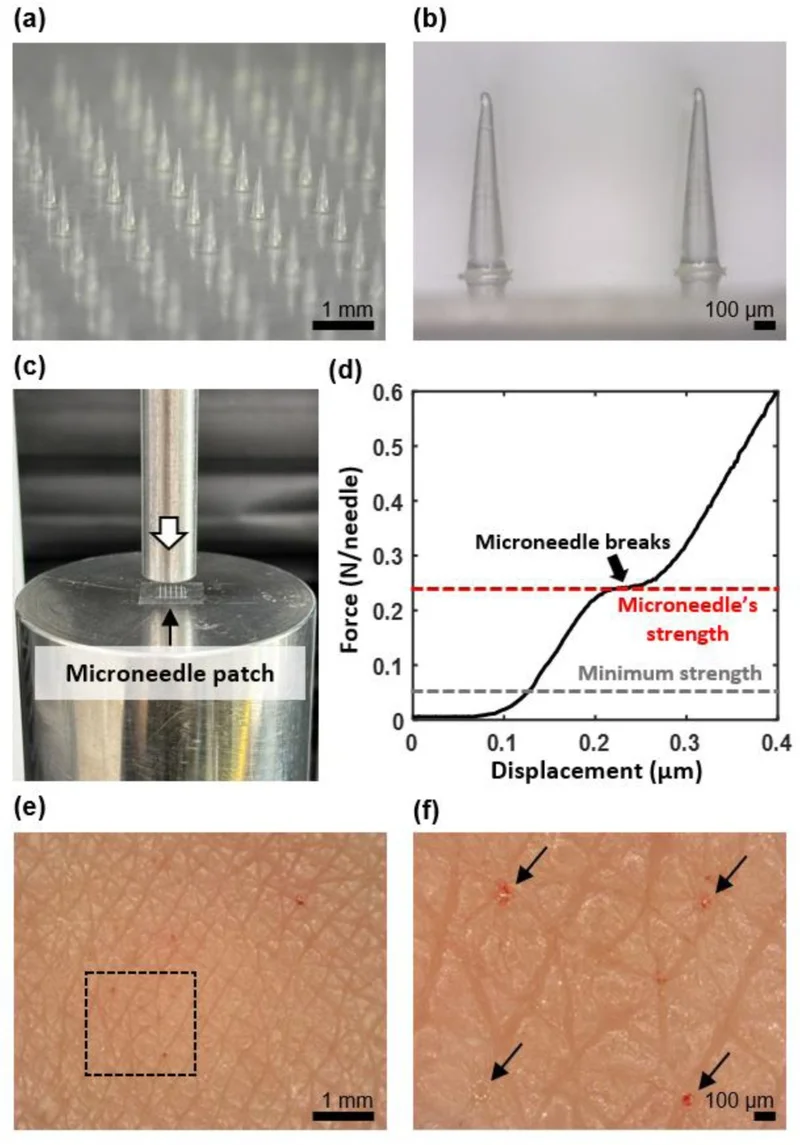 (a)
(b)
1 mm
100 µm
(c)
(d)
Microneedle patch
0.6
0.5
0.4
0.3
0.2
0.1
0
Force (N/needle)
Microneedle breaks
Microneedle's
strength
Minimum strength
0 0.1 0.2 0.3 0.4
Displacement (µm)
(e)
(f)
1 mm
100 µm